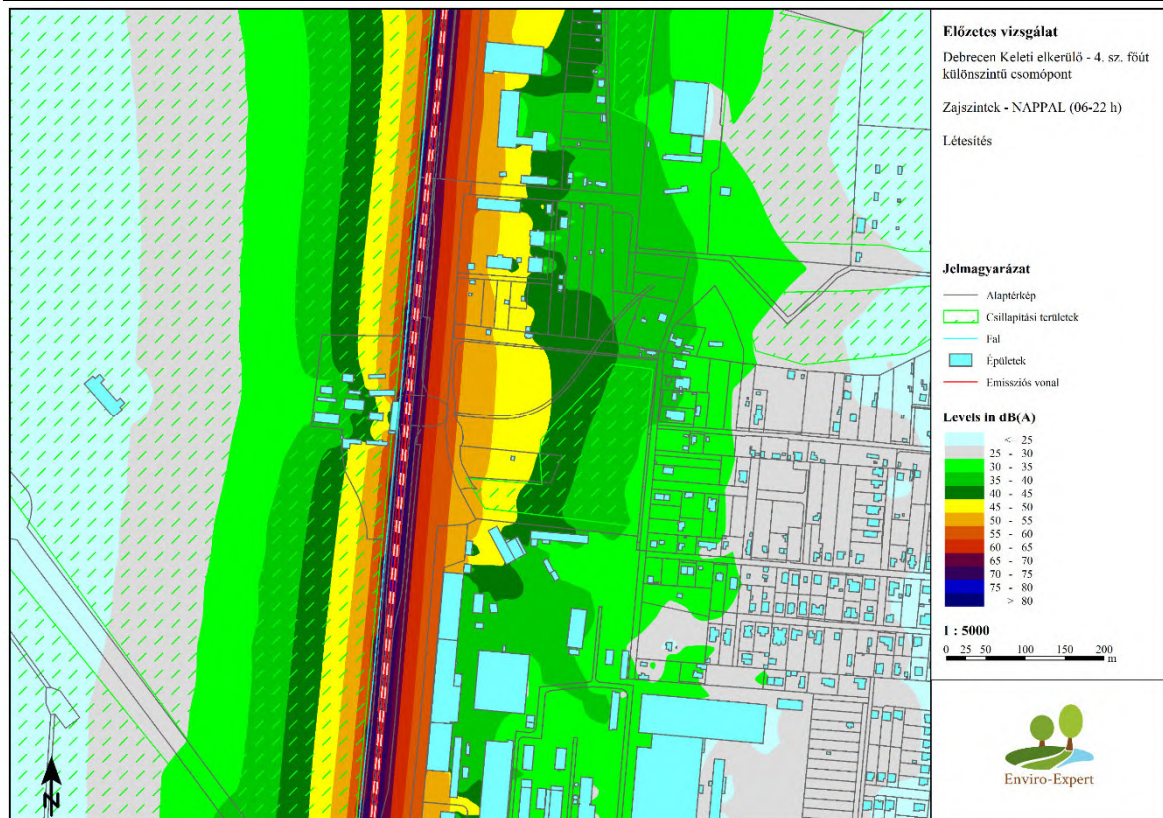 Előzetes vizsgálat
Debrecen Keleti elkerülő - 4. sz. főút
különszintű csomópont
Zajszintek - NAPPAL (06-22 h)
Létesítés
Jelmagyarázat
Alaptérkép
Csillapítási területek
Fal
Épületek
Emissziós vonal
Levels in dB(A)
< 25
25 - 30
30 - 35
35 - 40
40 - 45
45 - 50
50 - 55
55 - 60
60 - 65
65 - 70
70 - 75
75 - 80
> 80
1 : 5000
0 25 50 100 150 200
m
N
Enviro-Expert